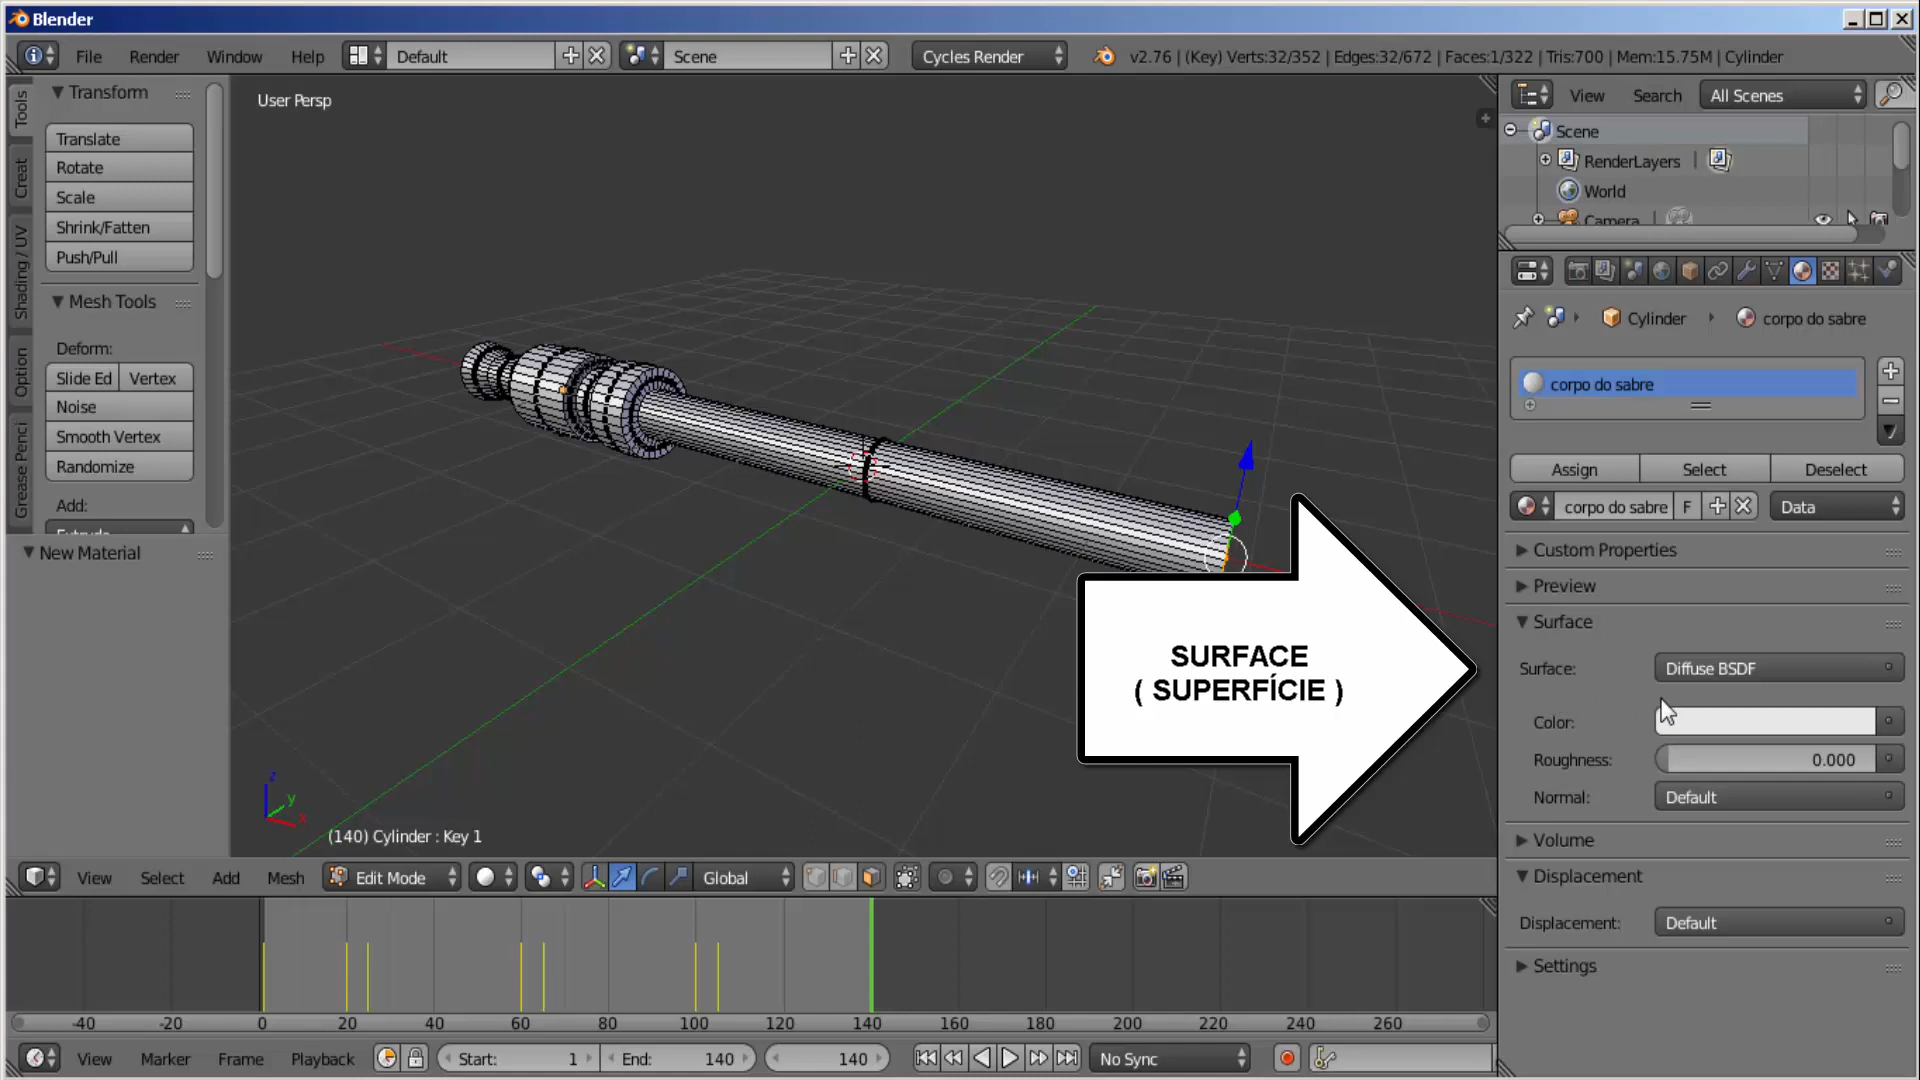 Blender
File Render Window Help Default Scene Cycles Render v2.76 | (Key) Verts:32/352 | Edges:32/672 | Faces:1/322 | Tris:700 | Mem:15.75M | Cylinder
Tools
Creat
Shading / UV
Option
Grease Penci
Transform
Translate
Rotate
Scale
Shrink/Fatten
Push/Pull
Mesh Tools
Deform:
Slide Ed Vertex
Noise
Smooth Vertex
Randomize
Add:
Extrude
New Material
User Persp
SURFACE
( SUPERFÍCIE )
z
y
x
(140) Cylinder : Key 1
View Select Add Mesh Edit Mode Global
-40 -20 0 20 40 60 80 100 120 140 160 180 200 220 240 260
View Marker Frame Playback Start: 1 End: 140 140 No Sync
View Search All Scenes
Scene
RenderLayers |
World
Camera |
Cylinder corpo do sabre
corpo do sabre
Assign Select Deselect
corpo do sabre F Data
Custom Properties
Preview
Surface
Surface: Diffuse BSDF
Color:
Roughness: 0.000
Normal: Default
Volume
Displacement
Displacement: Default
Settings